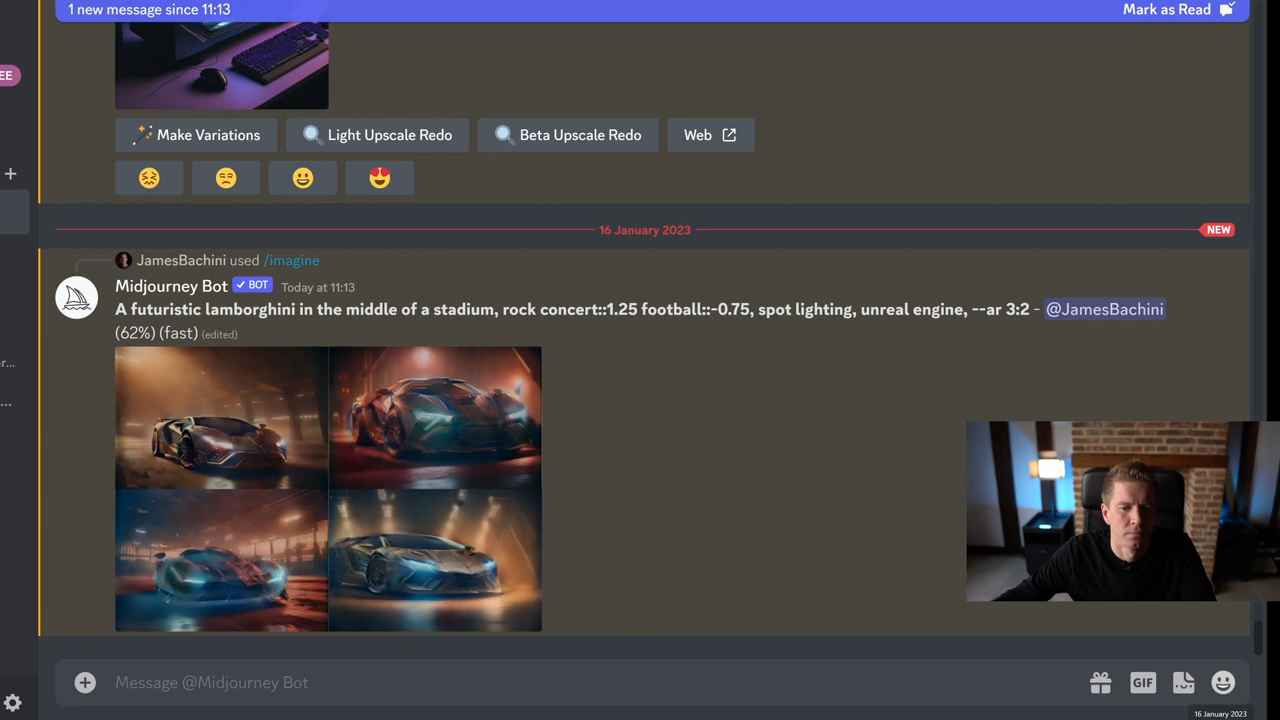 1 new message since 11:13 Mark as Read
EE
Make Variations Light Upscale Redo Beta Upscale Redo Web
16 January 2023 NEW
JamesBachini used /imagine
Midjourney Bot BOT Today at 11:13
A futuristic lamborghini in the middle of a stadium, rock concert::1.25 football::-0.75, spot lighting, unreal engine, --ar 3:2 - @JamesBachini
(62%) (fast) (edited)
r...
...
Message @Midjourney Bot GIF
16 January 2023